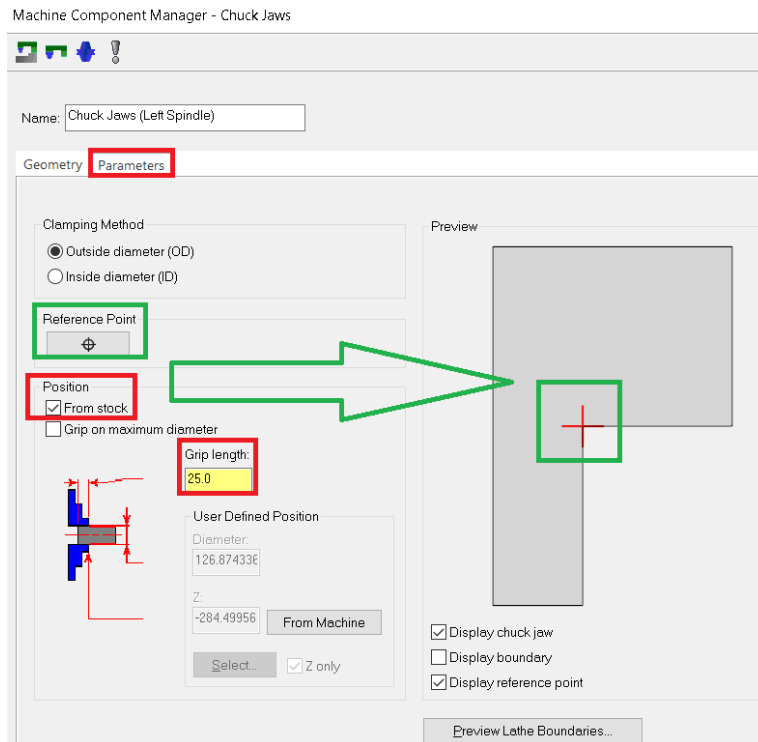 Machine Component Manager - Chuck Jaws
Name: Chuck Jaws (Left Spindle)
Geometry Parameters
Clamping Method
Outside diameter (OD)
Inside diameter (ID)
Reference Point
Position
From stock
Grip on maximum diameter
Grip length:
25.0
User Defined Position
Diameter:
126.874336
Z:
-284.49956 From Machine
Select... Z only
Preview
Display chuck jaw
Display boundary
Display reference point
Preview Lathe Boundaries...